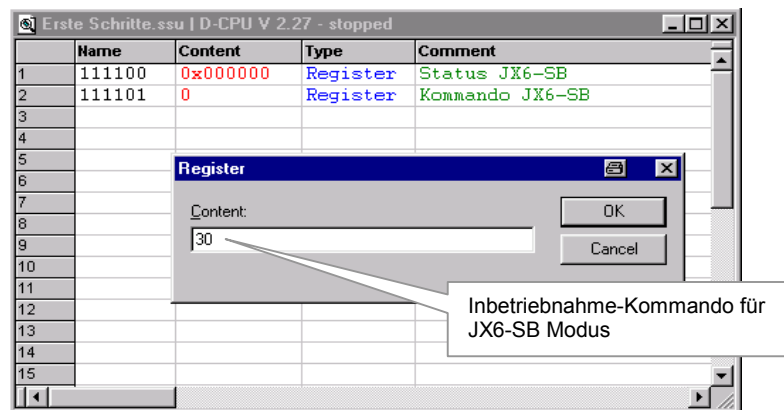 Erste Schritte.ssu | D-CPU V 2.27 - stopped
Name Content Type Comment
1 111100 0x000000 Register Status JX6-SB
2 111101 0 Register Kommando JX6-SB
3
4
5
Register
6
7
Content:
OK
8
30
9
Cancel
10
11
Inbetriebnahme-Kommando für
JX6-SB Modus
12
13
14
15